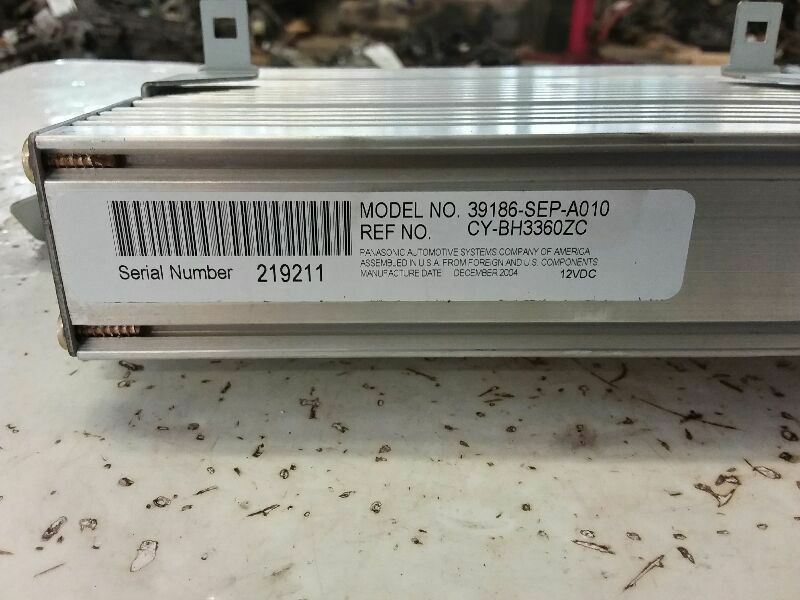 MODEL NO. 39186-SEP-A010
REF NO. CY-BH3360ZC
PANASONIC AUTOMOTIVE SYSTEMS COMPANY OF AMERICA
ASSEMBLED IN U.S.A. FROM FOREIGN AND U.S. COMPONENTS
MANUFACTURE DATE: DECEMBER 2004 12VDC
Serial Number 219211